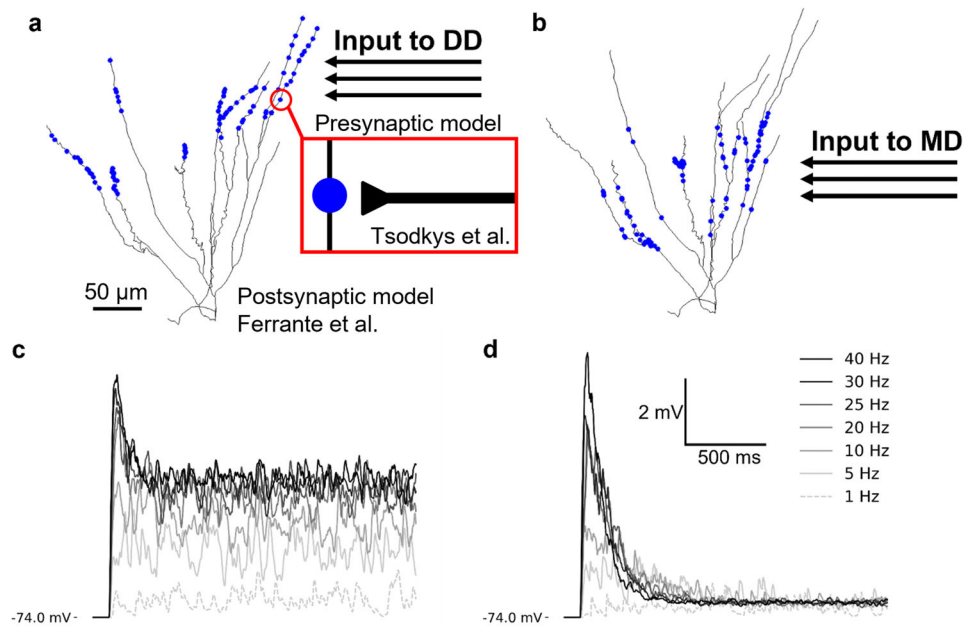 a
Input to DD
Presynaptic model
Tsodkys et al.
50 µm
Postsynaptic model
Ferrante et al.
b
Input to MD
c
-74.0 mV -
d
2 mV
500 ms
40 Hz
30 Hz
25 Hz
20 Hz
10 Hz
5 Hz
1 Hz
-74.0 mV -